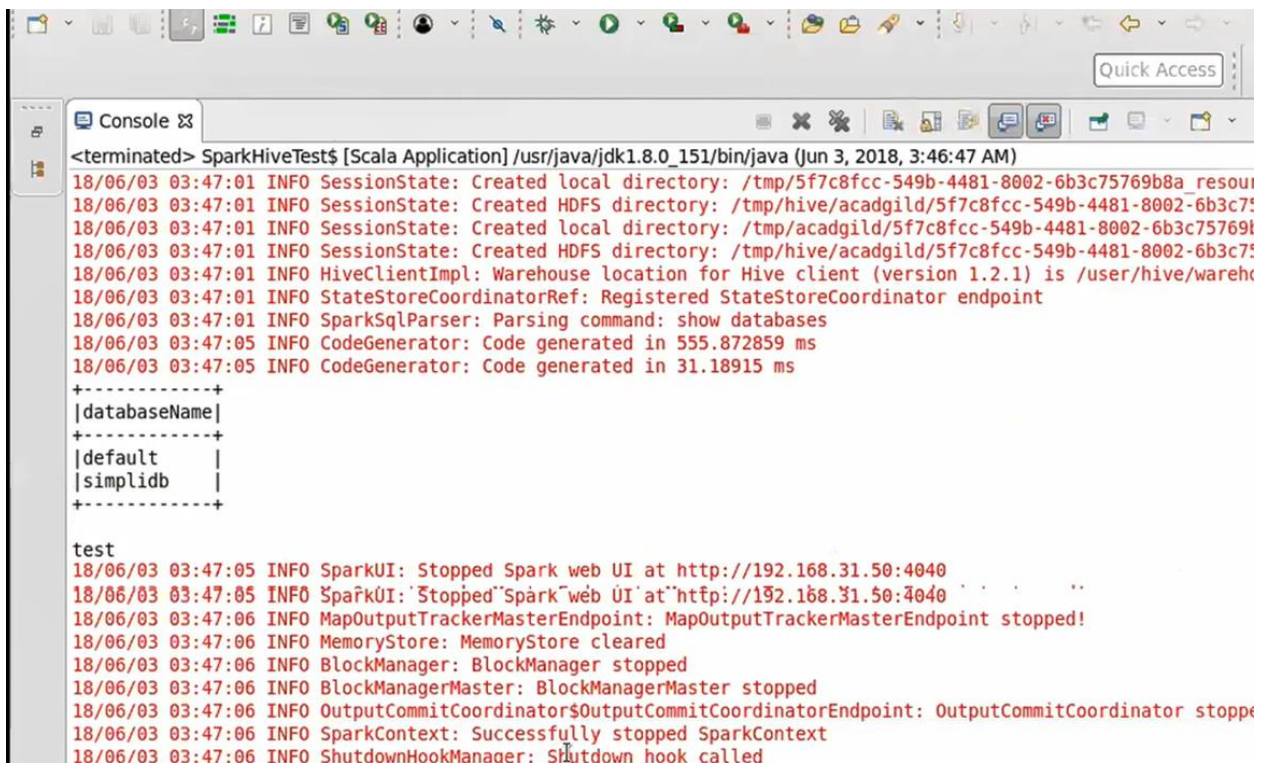 Quick Access
Console
<terminated> SparkHiveTest$ [Scala Application] /usr/java/jdk1.8.0_151/bin/java (Jun 3, 2018, 3:46:47 AM)
18/06/03 03:47:01 INFO SessionState: Created local directory: /tmp/5f7c8fcc-549b-4481-8002-6b3c75769b8a_resour
18/06/03 03:47:01 INFO SessionState: Created HDFS directory: /tmp/hive/acadgild/5f7c8fcc-549b-4481-8002-6b3c75
18/06/03 03:47:01 INFO SessionState: Created local directory: /tmp/acadgild/5f7c8fcc-549b-4481-8002-6b3c75769b
18/06/03 03:47:01 INFO SessionState: Created HDFS directory: /tmp/hive/acadgild/5f7c8fcc-549b-4481-8002-6b3c75
18/06/03 03:47:01 INFO HiveClientImpl: Warehouse location for Hive client (version 1.2.1) is /user/hive/wareho
18/06/03 03:47:01 INFO StateStoreCoordinatorRef: Registered StateStoreCoordinator endpoint
18/06/03 03:47:01 INFO SparkSqlParser: Parsing command: show databases
18/06/03 03:47:05 INFO CodeGenerator: Code generated in 555.872859 ms
18/06/03 03:47:05 INFO CodeGenerator: Code generated in 31.18915 ms
+------------+
|databaseName|
+------------+
|default     |
|simplidb    |
+------------+
test
18/06/03 03:47:05 INFO SparkUI: Stopped Spark web UI at http://192.168.31.50:4040
18/06/03 03:47:05 INFO SparkUI: Stopped Spark web UI at http://192.168.31.50:4040
18/06/03 03:47:06 INFO MapOutputTrackerMasterEndpoint: MapOutputTrackerMasterEndpoint stopped!
18/06/03 03:47:06 INFO MemoryStore: MemoryStore cleared
18/06/03 03:47:06 INFO BlockManager: BlockManager stopped
18/06/03 03:47:06 INFO BlockManagerMaster: BlockManagerMaster stopped
18/06/03 03:47:06 INFO OutputCommitCoordinator$OutputCommitCoordinatorEndpoint: OutputCommitCoordinator stoppe
18/06/03 03:47:06 INFO SparkContext: Successfully stopped SparkContext
18/06/03 03:47:06 INFO ShutdownHookManager: Shutdown hook called